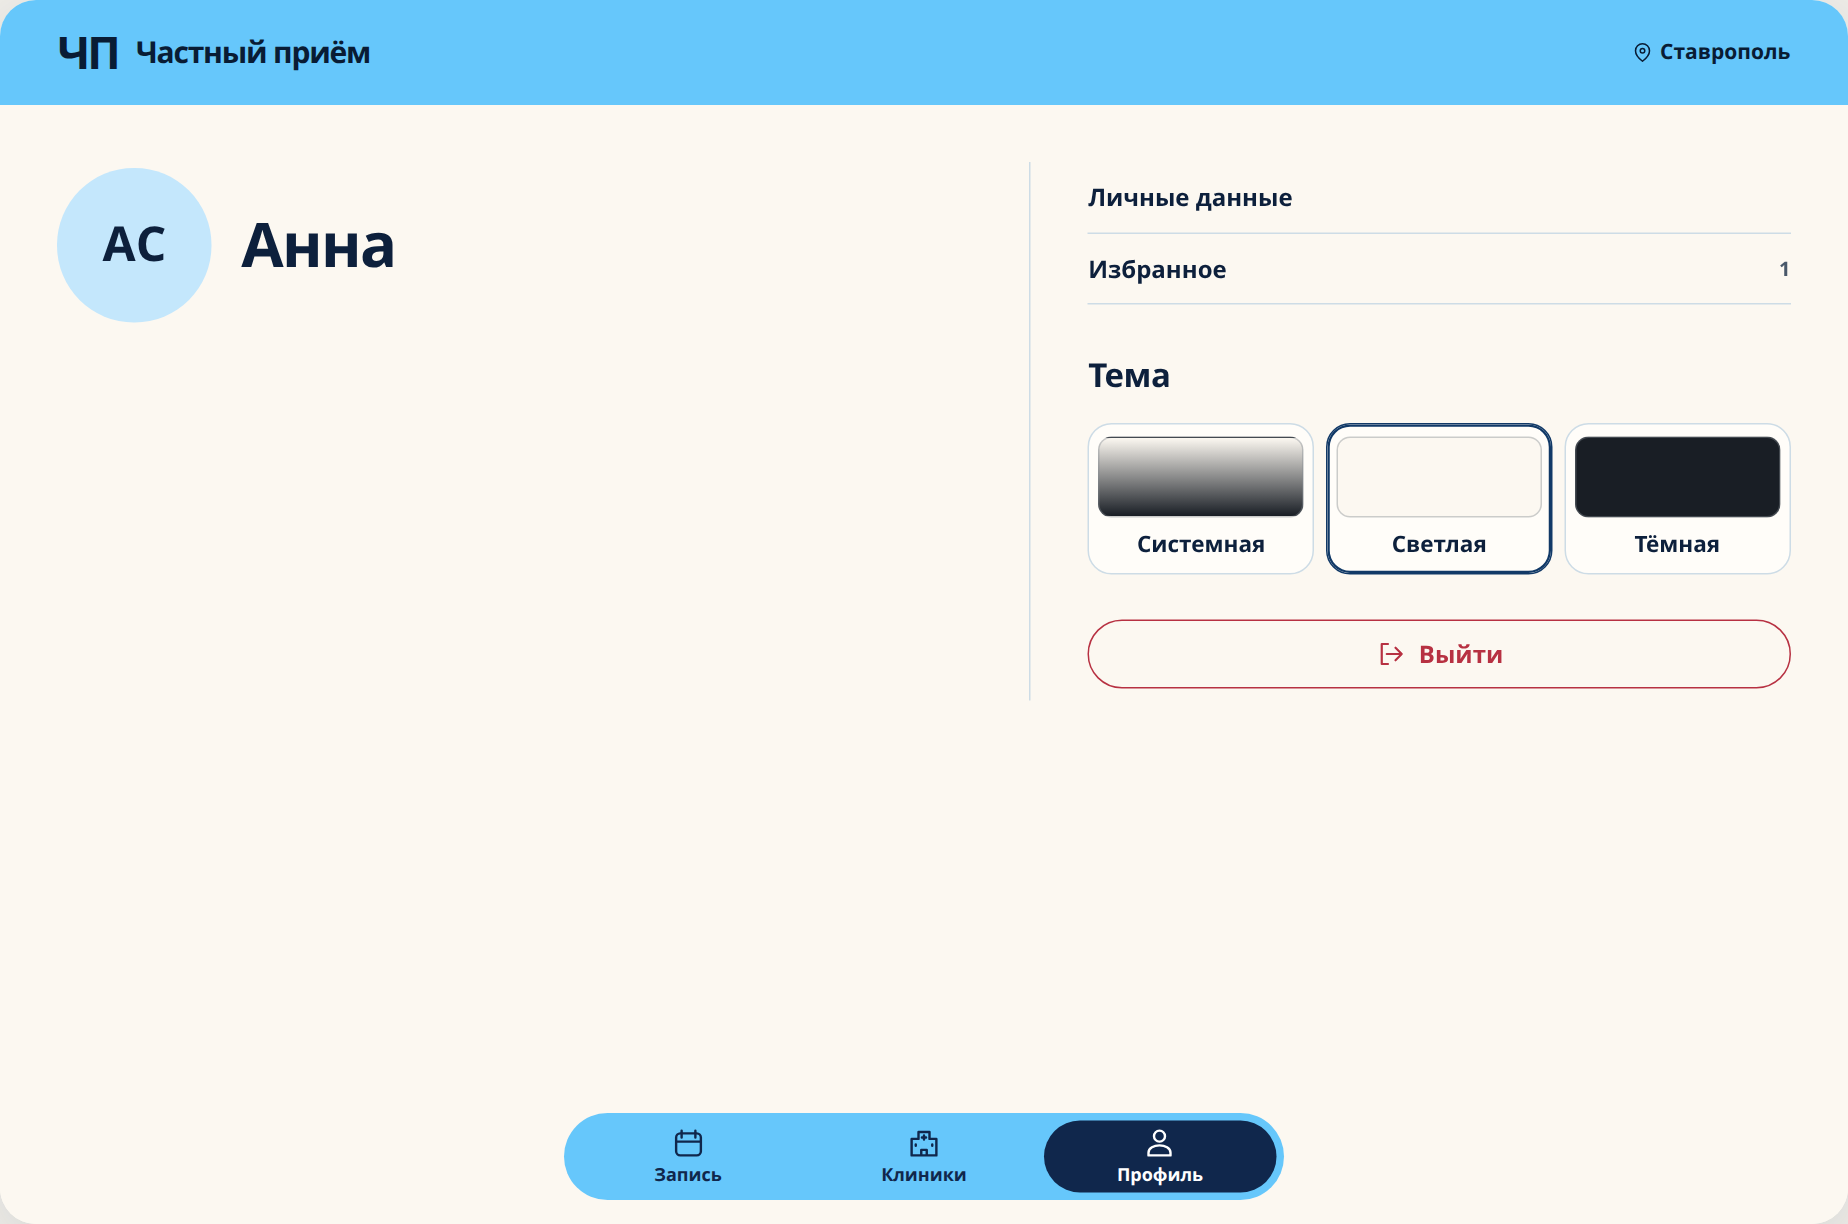 ЧП Частный приём
Ставрополь
АС
Анна
Личные данные
Избранное 1
Тема
Системная
Светлая
Тёмная
Выйти
Запись
Клиники
Профиль